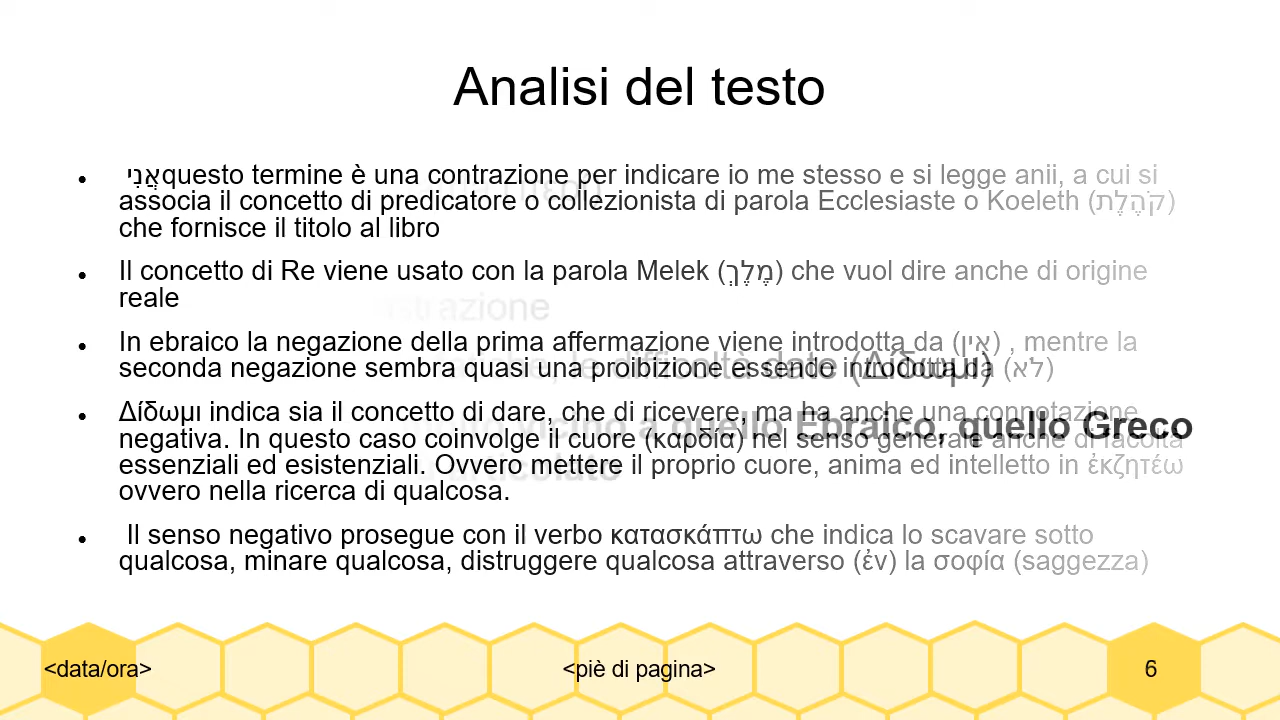 Analisi del testo
אֲנִי questo termine è una contrazione per indicare io me stesso e si legge anii, a cui si
associa il concetto di predicatore o collezionista di parola Ecclesiaste o Koeleth (קֹהֶלֶת)
che fornisce il titolo al libro
Il concetto di Re viene usato con la parola Melek (מֶלֶךְ) che vuol dire anche di origine
reale
trazione
In ebraico la negazione della prima affermazione viene introdotta da (אִין) , mentre la
seconda negazione sembra quasi una proibizione essendo introdotta da (לֹא)
le difficoltà date (Δίδωμι)
Δίδωμι indica sia il concetto di dare, che di ricevere, ma ha anche una connotazione
vicino a quello Ebraico, quello Greco
negativa. In questo caso coinvolge il cuore (καρδία) nel senso generale anche di facoltà
essenziali ed esistenziali. Ovvero mettere il proprio cuore, anima ed intelletto in ἐκζητέω
ovvero nella ricerca di qualcosa.
Il senso negativo prosegue con il verbo κατασκάπτω che indica lo scavare sotto
qualcosa, minare qualcosa, distruggere qualcosa attraverso (ἐν) la σοφία (saggezza)
<data/ora>
<piè di pagina>
6